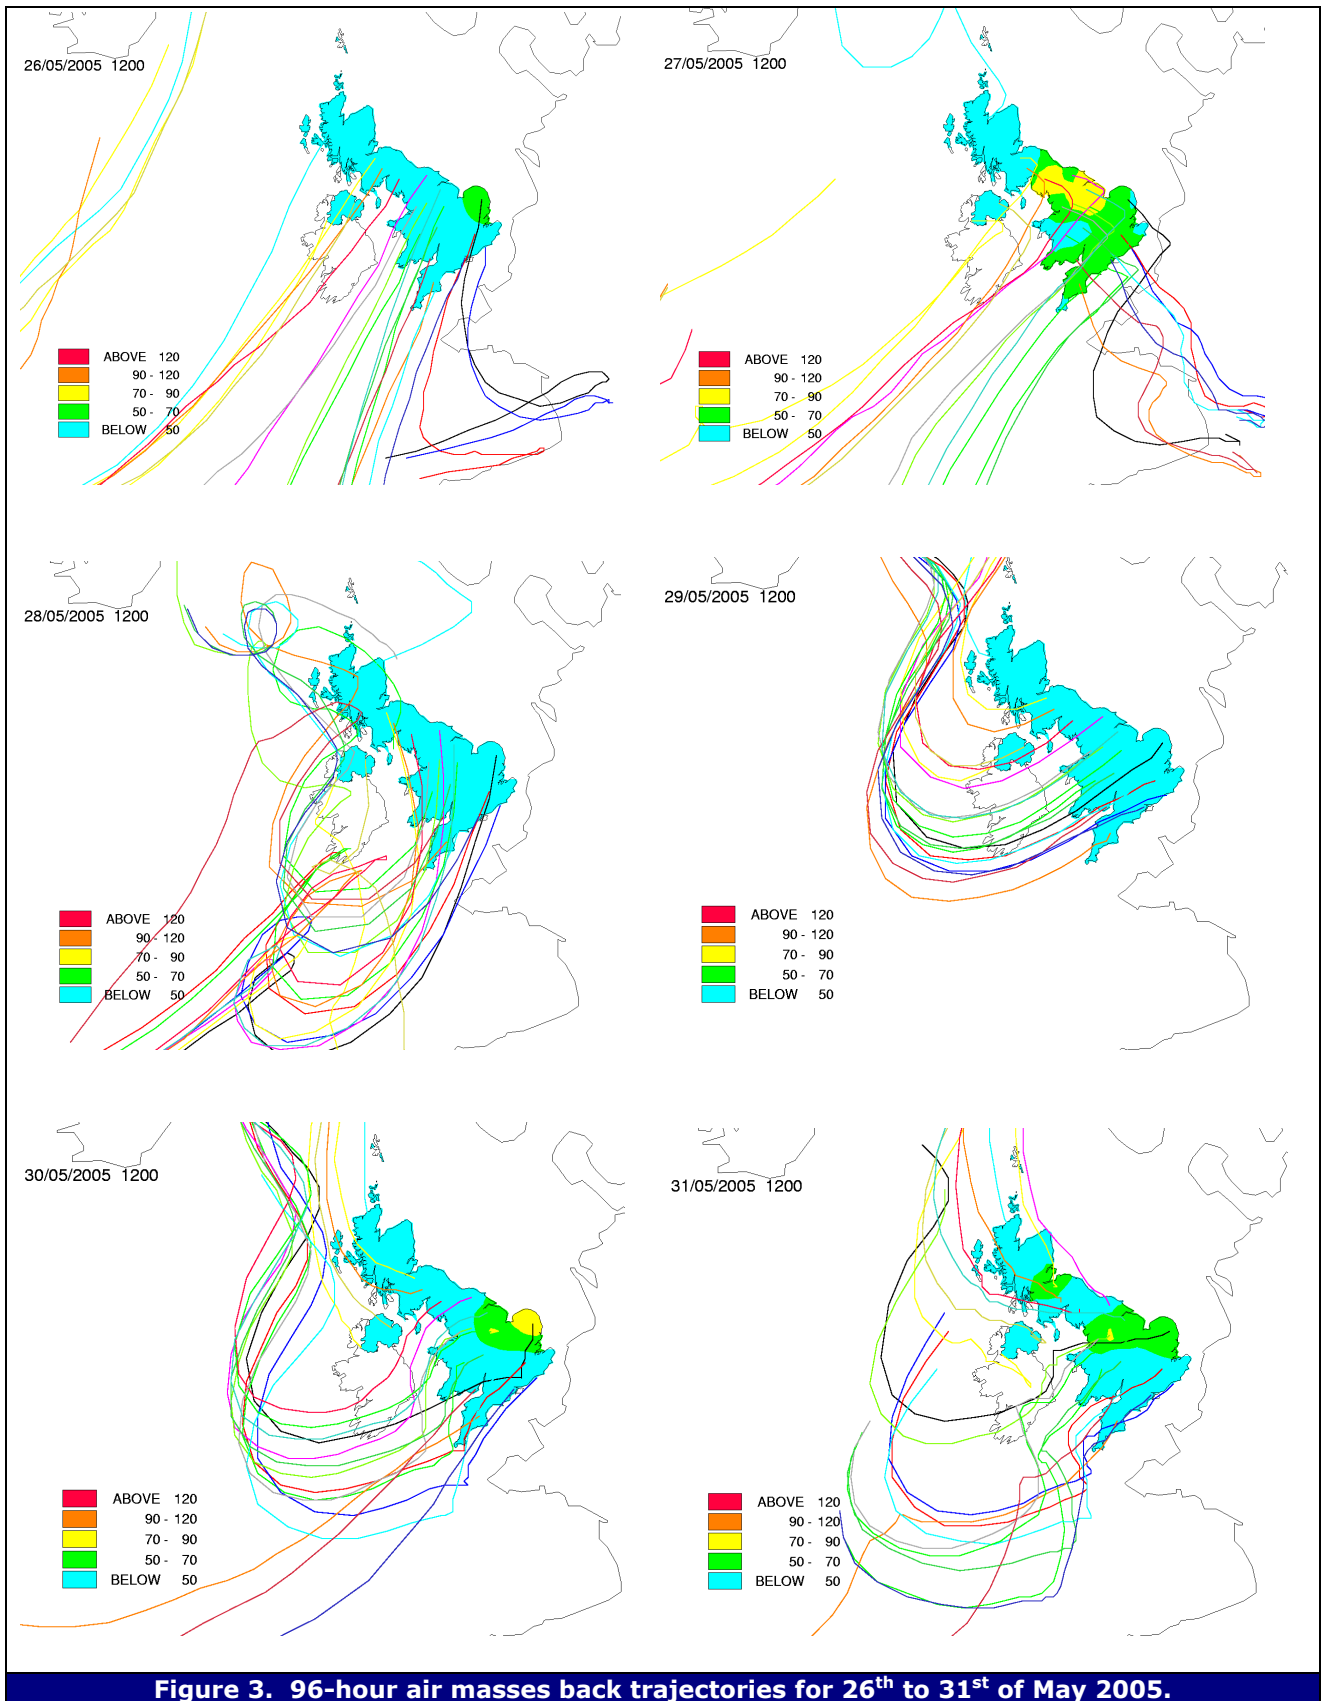 26/05/2005 1200
ABOVE 120
90 - 120
70 - 90
50 - 70
BELOW 50
27/05/2005 1200
ABOVE 120
90 - 120
70 - 90
50 - 70
BELOW 50
28/05/2005 1200
ABOVE 120
90 - 120
70 - 90
50 - 70
BELOW 50
29/05/2005 1200
ABOVE 120
90 - 120
70 - 90
50 - 70
BELOW 50
30/05/2005 1200
ABOVE 120
90 - 120
70 - 90
50 - 70
BELOW 50
31/05/2005 1200
ABOVE 120
90 - 120
70 - 90
50 - 70
BELOW 50
Figure 3. 96-hour air masses back trajectories for 26th to 31st of May 2005.